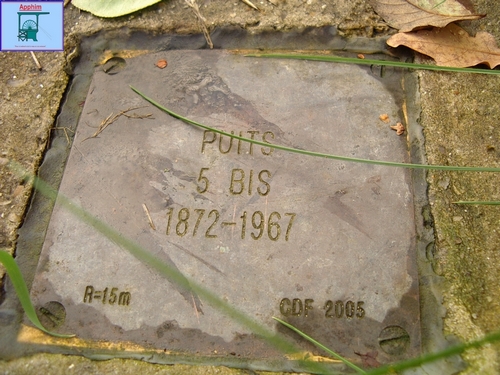 Apphim
PUITS
5 BIS
1872-1967
R=15m
CDF 2005